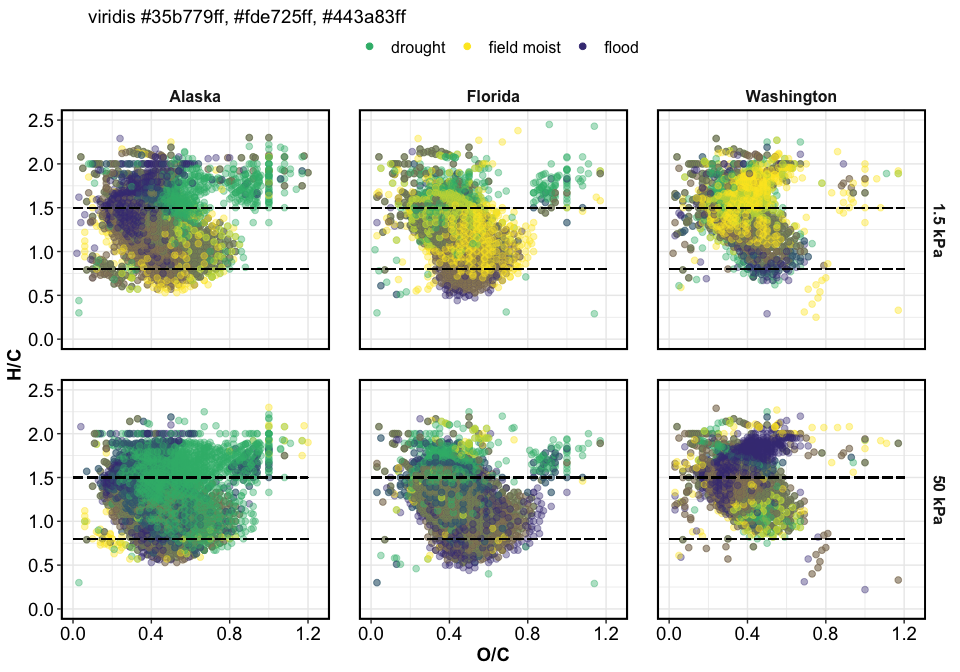 viridis #35b779ff, #fde725ff, #443a83ff
drought field moist flood
Alaska Florida Washington
2.5
2.0
1.5
1.0
0.5
0.0
1.5 kPa
H/C
2.5
2.0
1.5
1.0
0.5
0.0
50 kPa
0.0 0.4 0.8 1.2 0.0 0.4 0.8 1.2 0.0 0.4 0.8 1.2
O/C